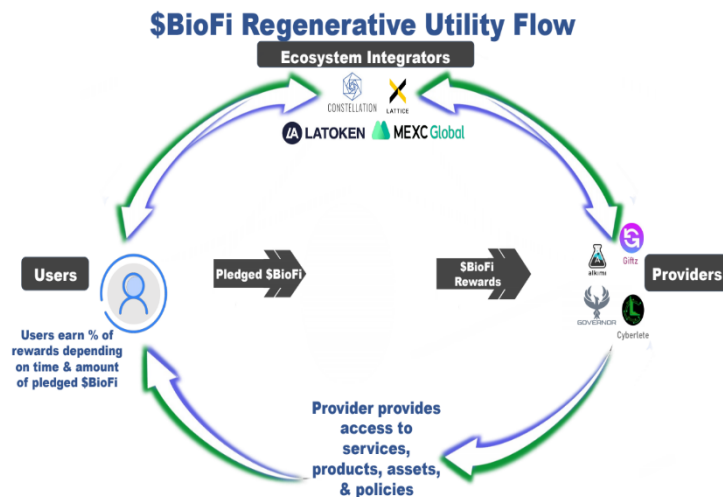 $BioFi Regenerative Utility Flow
Ecosystem Integrators
CONSTELLATION
LATTICE
LATOKEN
MEXC Global
Users
Pledged $BioFi
$BioFi
Rewards
Giftz
alkimi
Providers
GOVERNOR
Cyberlete
Users earn % of
rewards depending
on time & amount
of pledged $BioFi
Provider provides
access to
services,
products, assets,
& policies